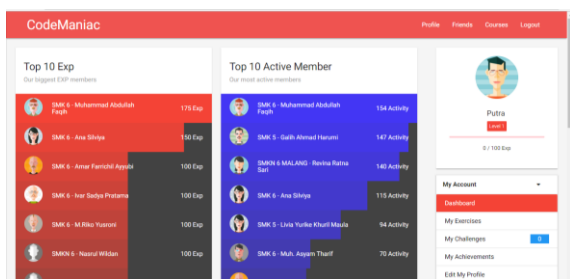 CodeManiac
Profile Friends Courses Logout
Top 10 Exp
Our biggest EXP members
SMK 6 - Muhammad Abdullah
Faqih
175 Exp
SMK 6 - Ana Silviya
150 Exp
SMK 6 - Amar Farrichil Ayyubi
100 Exp
SMK 6 - Ivar Sadya Pratama
100 Exp
SMK 6 - M.Riko Yusroni
100 Exp
SMKN 6 - Nasrul Wildan
100 Exp
Top 10 Active Member
Our most active members
SMK 6 - Muhammad Abdullah
Faqih
154 Activity
SMK 5 - Galih Ahmad Harumi
147 Activity
SMKN 6 MALANG - Revina Ratna
Sari
140 Activity
SMK 6 - Ana Silviya
115 Activity
SMK 5 - Livia Yurike Khuril Maula
94 Activity
SMK 6 - Muh. Asyam Tharif
70 Activity
Putra
Level 1
0 / 100 Exp
My Account
Dashboard
My Exercises
My Challenges 0
My Achievements
Edit My Profile